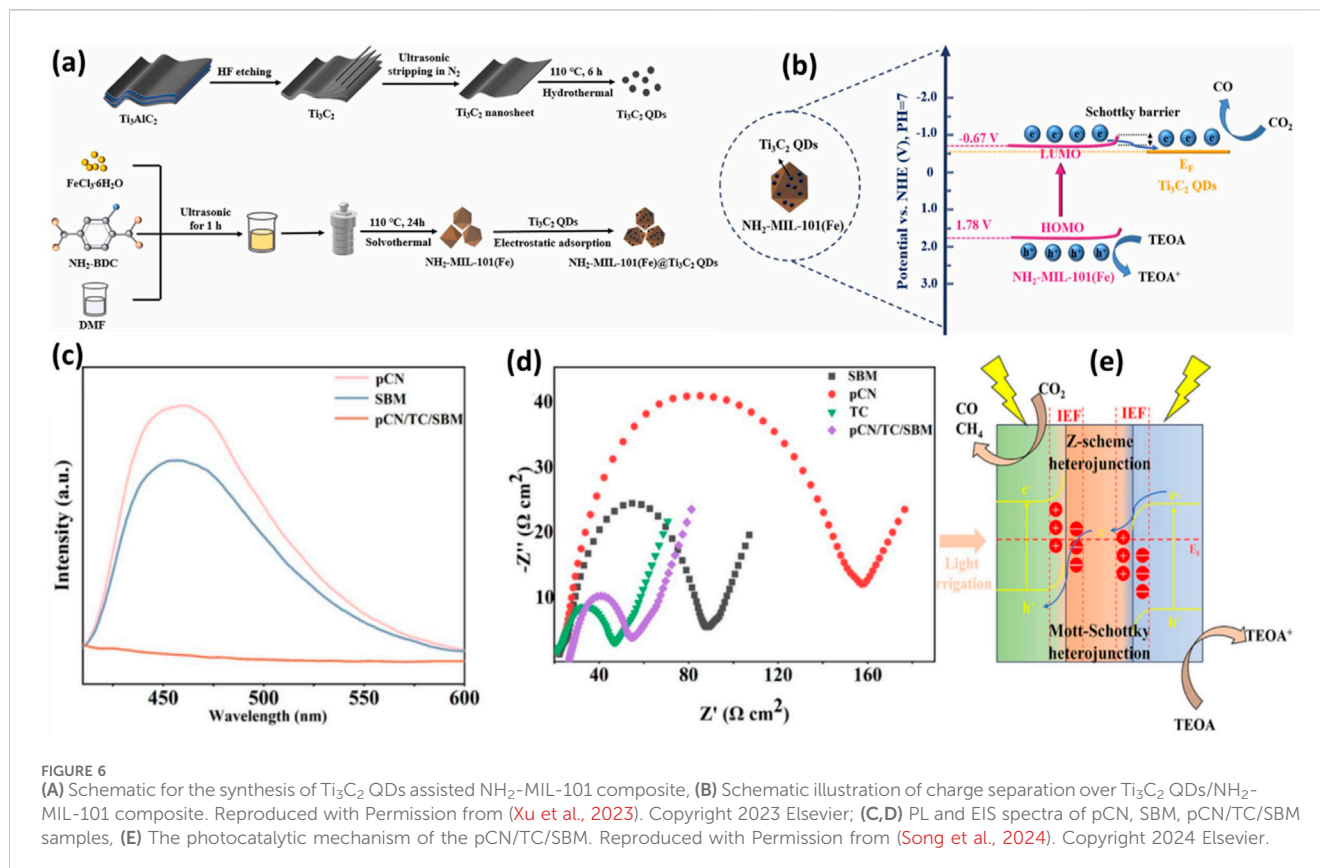 (a)
HF etching
Ultrasonic
stripping in N₂
110 °C, 6 h
Hydrothermal
Ti₃AlC₂
Ti₃C₂
Ti₃C₂ nanosheet
Ti₃C₂ QDs
FeCl₃·6H₂O
NH₂-BDC
DMF
Ultrasonic
for 1 h
110 °C, 24h
Solvothermal
NH₂-MIL-101(Fe)
Ti₃C₂ QDs
Electrostatic adsorption
NH₂-MIL-101(Fe)@Ti₃C₂ QDs
(b)
Ti₃C₂ QDs
NH₂-MIL-101(Fe)
Potential vs. NHE (V), PH=7
-2.0
-1.0
0
1.0
2.0
3.0
-0.67 V
1.78 V
Schottky barrier
CO
CO₂
e⁻ e⁻ e⁻ e⁻
e⁻ e⁻ e⁻
LUMO
E_F
Ti₃C₂ QDs
HOMO
h⁺ h⁺ h⁺ h⁺
TEOA
TEOA⁺
NH₂-MIL-101(Fe)
(c)
pCN
SBM
pCN/TC/SBM
Intensity (a.u.)
450 500 550 600
Wavelength (nm)
(d)
SBM
pCN
TC
pCN/TC/SBM
-Z'' (Ω cm²)
40
30
20
10
40 80 120 160
Z' (Ω cm²)
(e)
CO₂
CO
CH₄
IEF IEF
Z-scheme
heterojunction
e⁻
e⁻
e⁻
E_F
h⁺
h⁺
Light
irrigation
Mott-Schottky
heterojunction
TEOA⁺
TEOA
FIGURE 6
(A) Schematic for the synthesis of Ti₃C₂ QDs assisted NH₂-MIL-101 composite, (B) Schematic illustration of charge separation over Ti₃C₂ QDs/NH₂-
MIL-101 composite. Reproduced with Permission from (Xu et al., 2023). Copyright 2023 Elsevier; (C,D) PL and EIS spectra of pCN, SBM, pCN/TC/SBM
samples, (E) The photocatalytic mechanism of the pCN/TC/SBM. Reproduced with Permission from (Song et al., 2024). Copyright 2024 Elsevier.